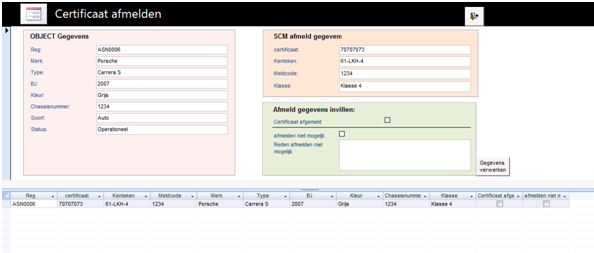 Certificaat afmelden
OBJECT Gegevens
Reg: ASN0006
Merk: Porsche
Type: Carrera S
BJ: 2007
Kleur: Grijs
Chassisnummer: 1234
Soort: Auto
Status: Operationeel
SCM afmeld gegeven:
certificaat: 70707073
Kenteken: 61-LKH-4
Meldcode: 1234
Klasse: Klasse 4
Afmeld gegevens invillen:
Certificaat afgemeld
afmelden niet mogelijk
Reden afmelden niet
mogelijk
Gegevens
verwerken
Reg certificaat Kenteken Meldcode Merk Type BJ Kleur Chassisnumme Klasse Certificaat afge afmelden niet m
ASN0006 70707073 61-LKH-4 1234 Porsche Carrera S 2007 Grijs 1234 Klasse 4